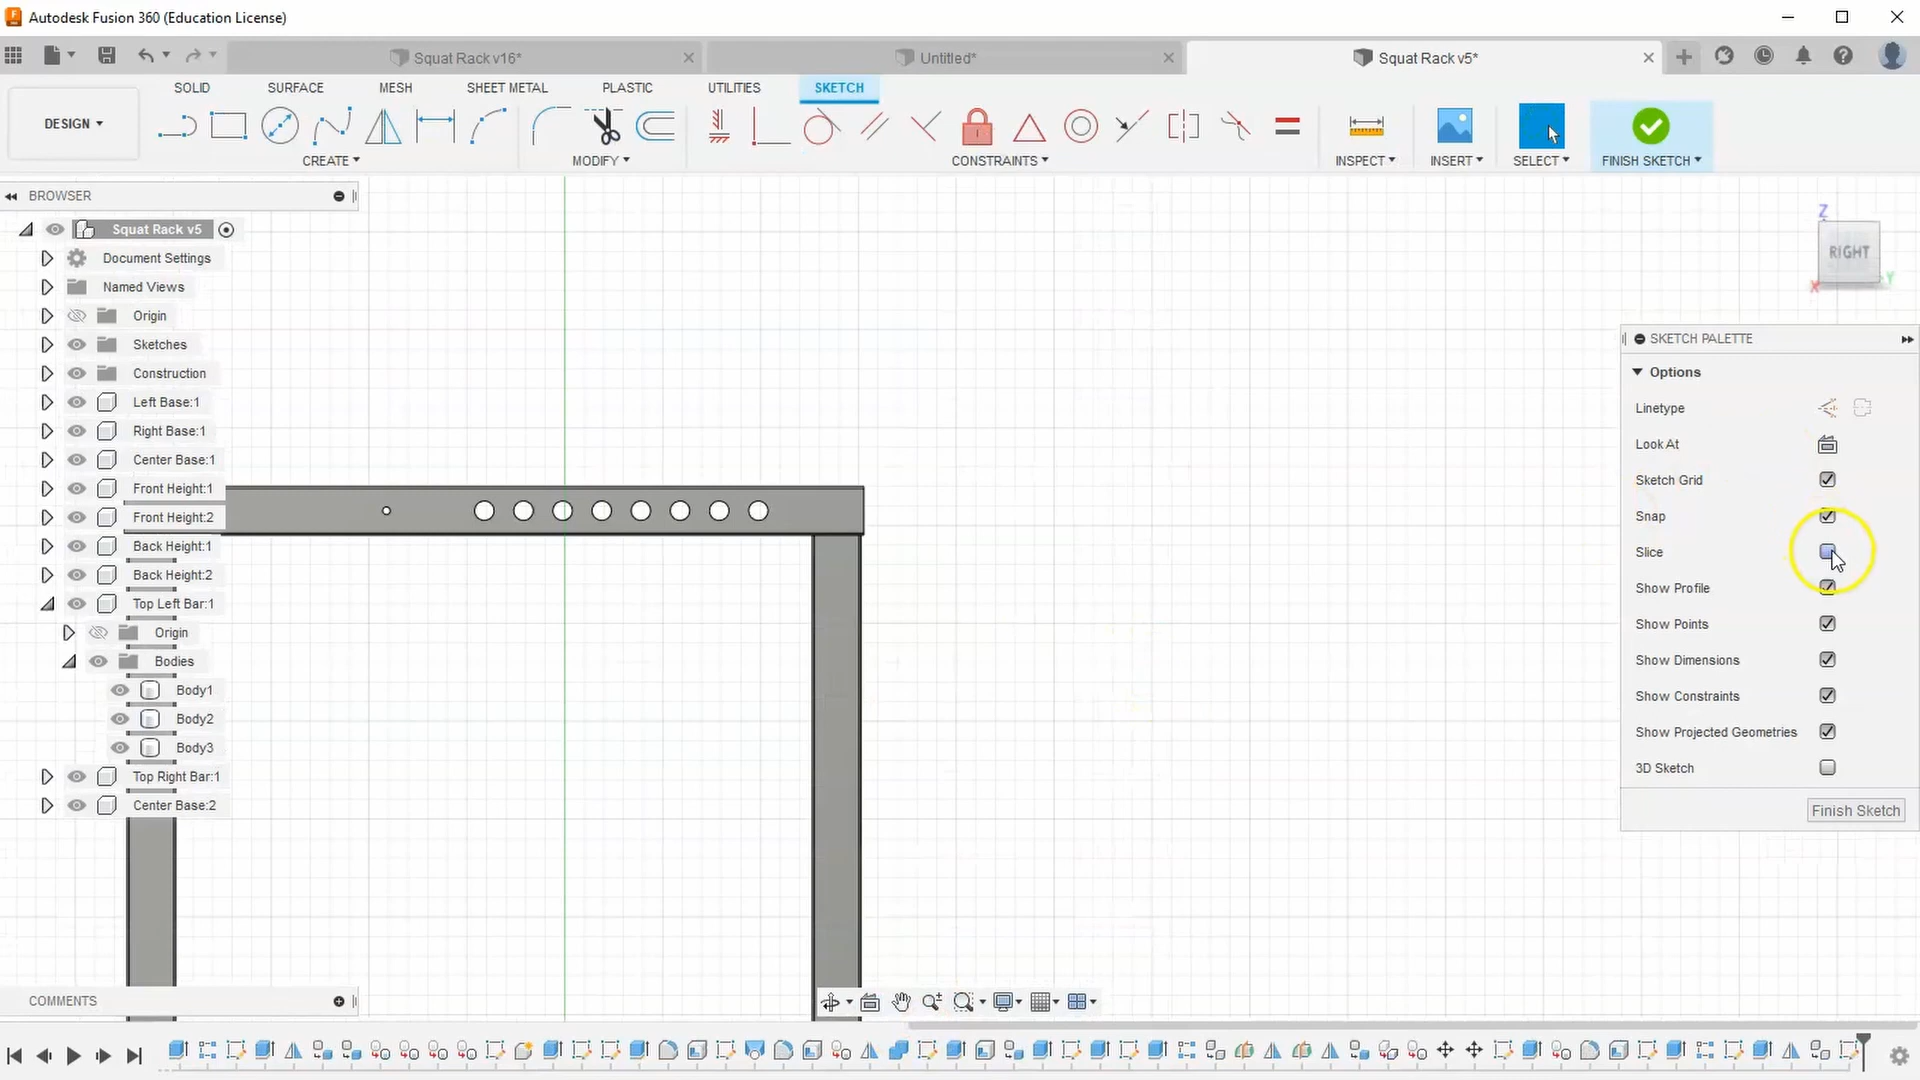 Autodesk Fusion 360 (Education License)
Squat Rack v16*
Untitled*
Squat Rack v5*
DESIGN
SOLID
SURFACE
MESH
SHEET METAL
PLASTIC
UTILITIES
SKETCH
CREATE
MODIFY
CONSTRAINTS
INSPECT
INSERT
SELECT
FINISH SKETCH
BROWSER
Squat Rack v5
Document Settings
Named Views
Origin
Sketches
Construction
Left Base:1
Right Base:1
Center Base:1
Front Height:1
Front Height:2
Back Height:1
Back Height:2
Top Left Bar:1
Origin
Bodies
Body1
Body2
Body3
Top Right Bar:1
Center Base:2
Z
RIGHT
X
Y
SKETCH PALETTE
Options
Linetype
Look At
Sketch Grid
Snap
Slice
Show Profile
Show Points
Show Dimensions
Show Constraints
Show Projected Geometries
3D Sketch
Finish Sketch
COMMENTS